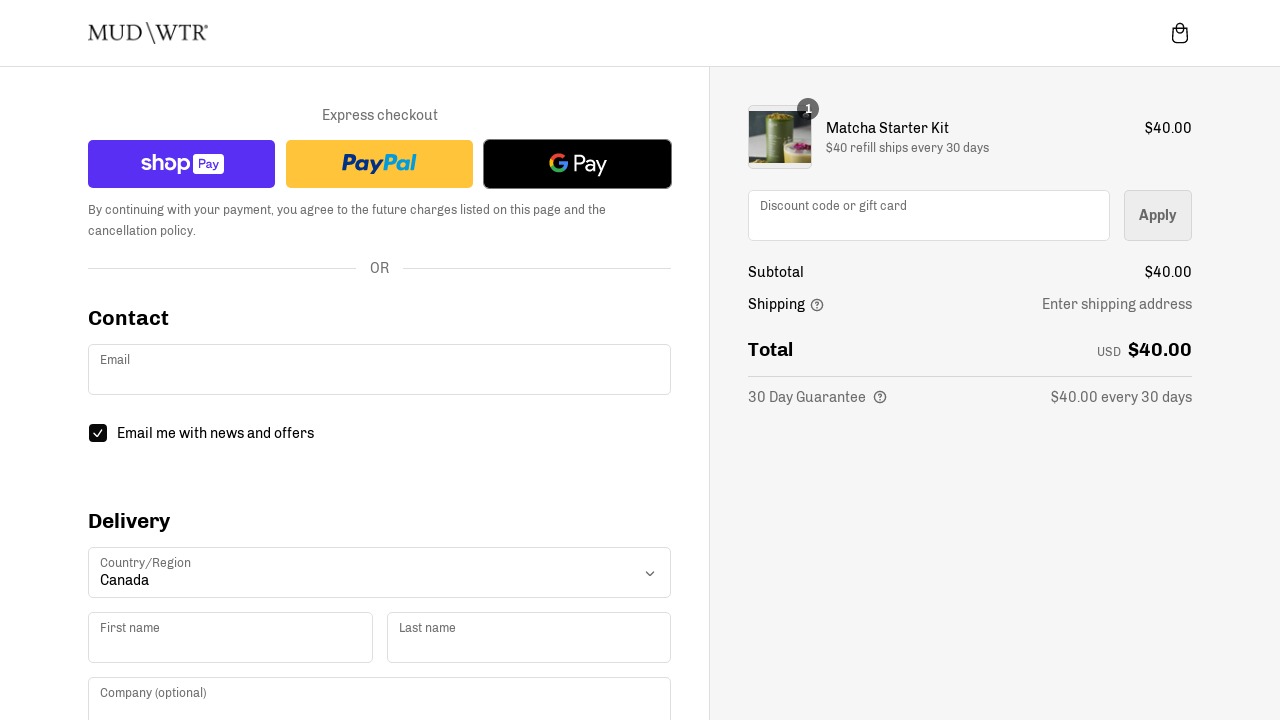 MUD\WTR®
Express checkout
shop Pay
PayPal
G Pay
By continuing with your payment, you agree to the future charges listed on this page and the
cancellation policy.
OR
Contact
Email
Email me with news and offers
Delivery
Country/Region
Canada
First name
Last name
Company (optional)
1
Matcha Starter Kit
$40.00
$40 refill ships every 30 days
Discount code or gift card
Apply
Subtotal
$40.00
Shipping
Enter shipping address
Total
USD $40.00
30 Day Guarantee
$40.00 every 30 days